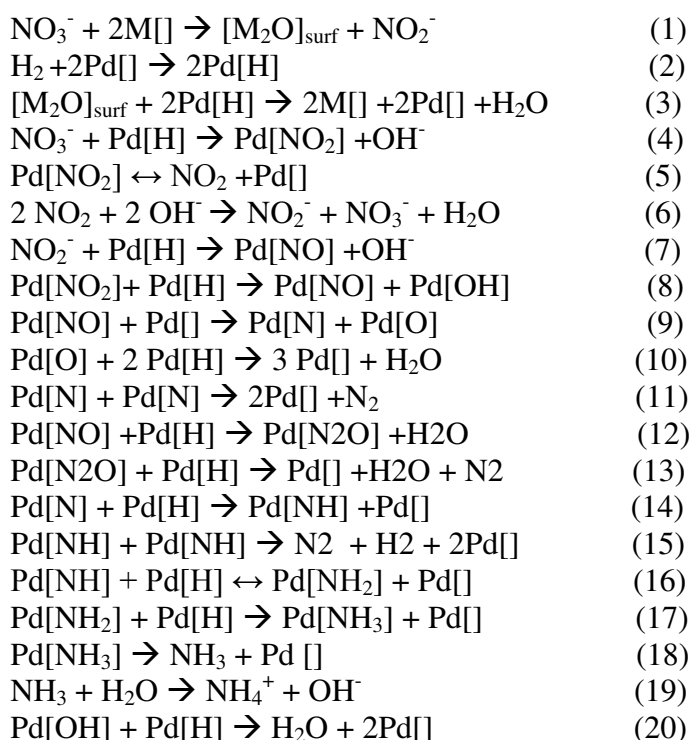 NO₃⁻ + 2M[] → [M₂O]surf + NO₂⁻ (1)
H₂ +2Pd[] → 2Pd[H] (2)
[M₂O]surf + 2Pd[H] → 2M[] +2Pd[] +H₂O (3)
NO₃⁻ + Pd[H] → Pd[NO₂] +OH⁻ (4)
Pd[NO₂] ↔ NO₂ +Pd[] (5)
2 NO₂ + 2 OH⁻ → NO₂⁻ + NO₃⁻ + H₂O (6)
NO₂⁻ + Pd[H] → Pd[NO] +OH⁻ (7)
Pd[NO₂]+ Pd[H] → Pd[NO] + Pd[OH] (8)
Pd[NO] + Pd[] → Pd[N] + Pd[O] (9)
Pd[O] + 2 Pd[H] → 3 Pd[] + H₂O (10)
Pd[N] + Pd[N] → 2Pd[] +N₂ (11)
Pd[NO] +Pd[H] → Pd[N2O] +H2O (12)
Pd[N2O] + Pd[H] → Pd[] +H2O + N2 (13)
Pd[N] + Pd[H] → Pd[NH] +Pd[] (14)
Pd[NH] + Pd[NH] → N2 + H2 + 2Pd[] (15)
Pd[NH] + Pd[H] ↔ Pd[NH₂] + Pd[] (16)
Pd[NH₂] + Pd[H] → Pd[NH₃] + Pd[] (17)
Pd[NH₃] → NH₃ + Pd [] (18)
NH₃ + H₂O → NH₄⁺ + OH⁻ (19)
Pd[OH] + Pd[H] → H₂O + 2Pd[] (20)